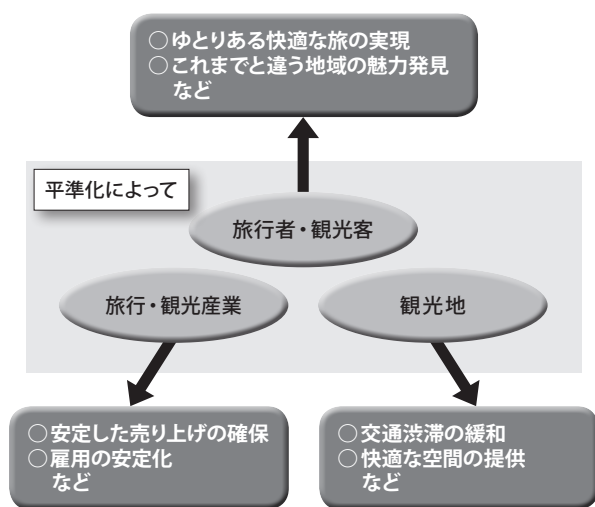 ○ゆとりある快適な旅の実現
○これまでと違う地域の魅力発見
など
平準化によって
旅行者・観光客
旅行・観光産業
観光地
○安定した売り上げの確保
○雇用の安定化
など
○交通渋滞の緩和
○快適な空間の提供
など